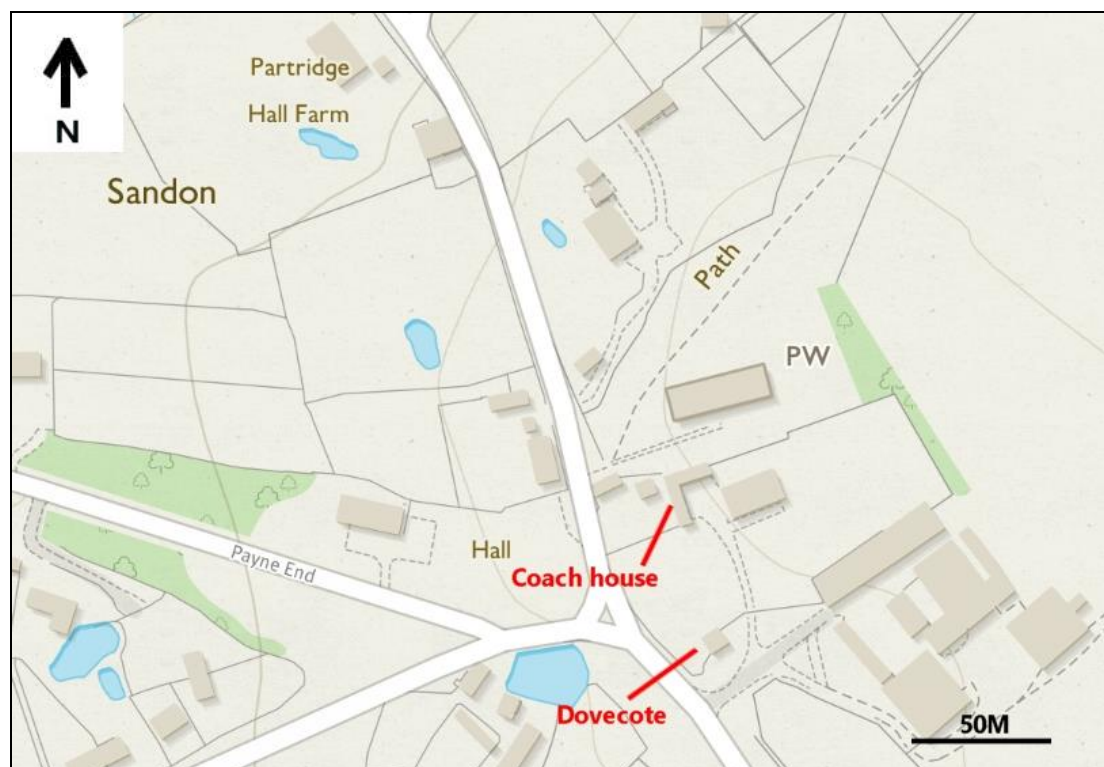 N
Partridge
Hall Farm
Sandon
Path
PW
Hall
Payne End
Coach house
Dovecote
50M